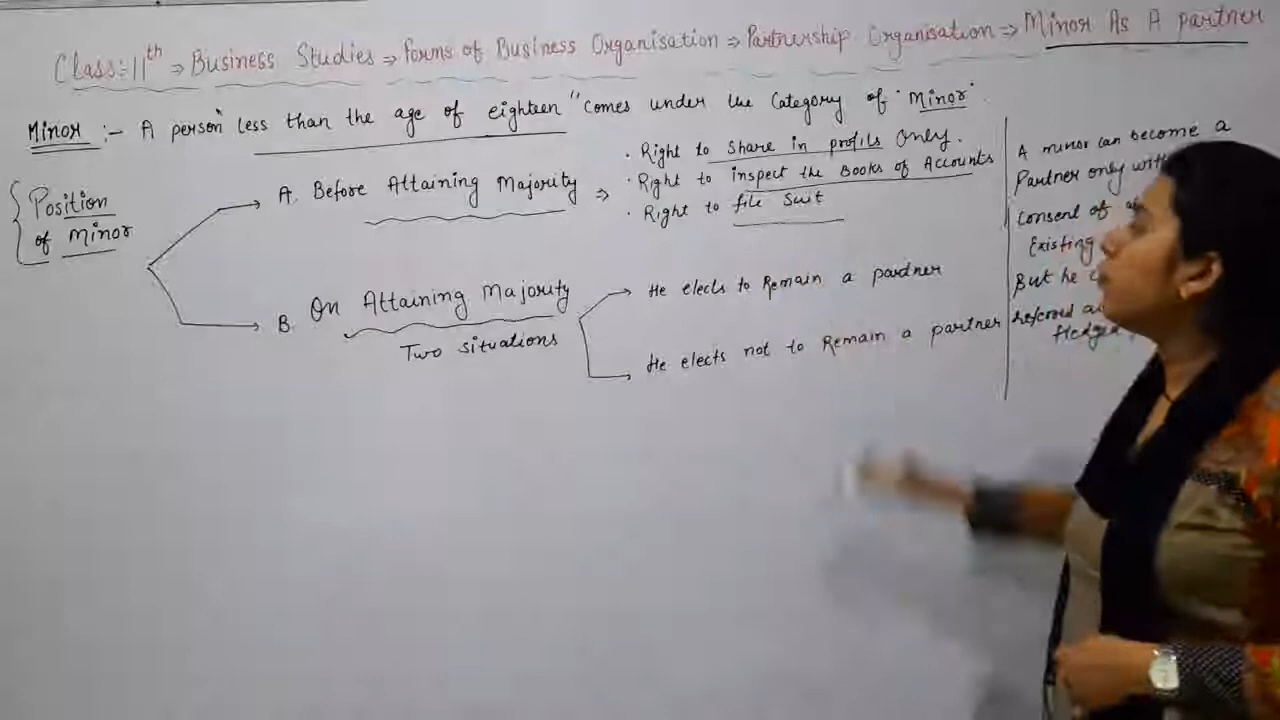 Class:- 11th ⇒ Business Studies ⇒ Forms of Business Organisation ⇒ Partnership Organisation ⇒ Minor As A partner
Minor :- A person "less than the age of eighteen" comes under the Category of 'Minor'.
Position
of Minor
A. Before Attaining Majority ⇒
· Right to Share in profits Only.
· Right to inspect the Books of Accounts
· Right to file Suit
B. On Attaining Majority
Two situations
He elects to Remain a partner
He elects not to Remain a partner
A minor can become a
Partner only
Consent of
Existing
But he